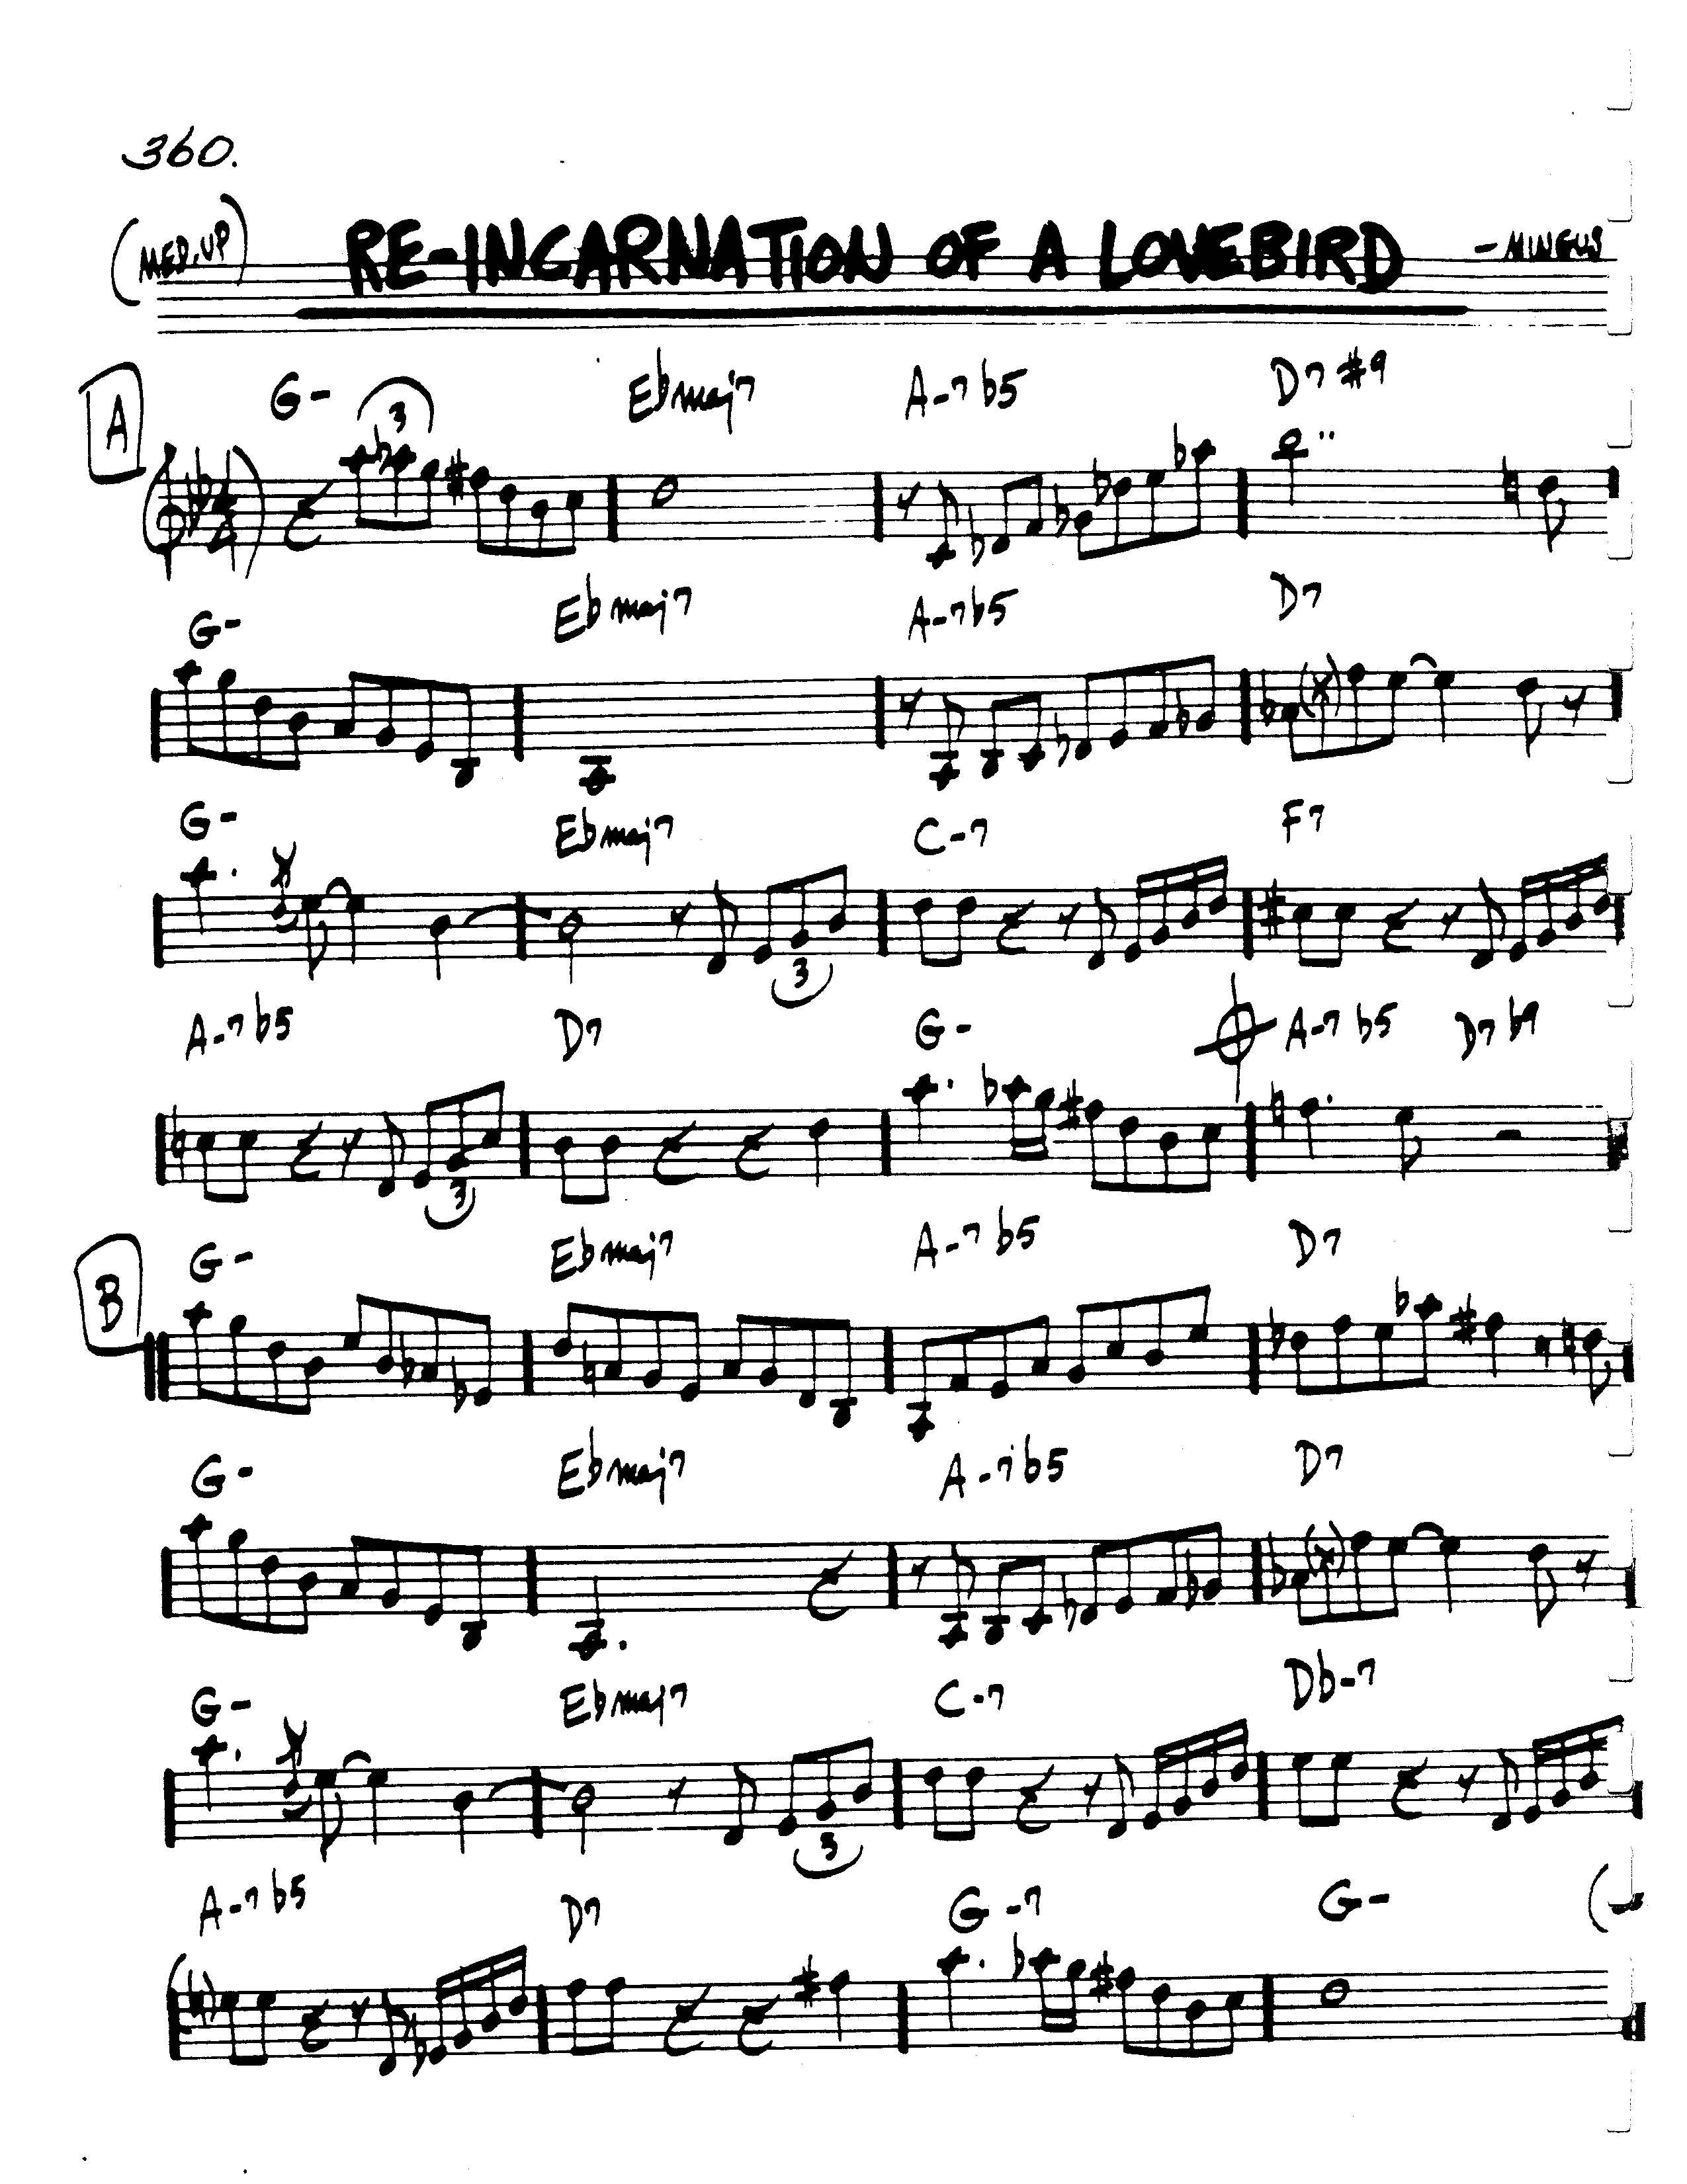 360.
(MED.UP) RE-INCARNATION OF A LOVEBIRD - MINGUS
A G- 3 Ebmaj7 A-7b5 D7#9
G- Ebmaj7 A-7b5 D7
G- Ebmaj7 C-7 F7
3
A-7b5 D7 G- A-7b5 D7b9
3
B G- Ebmaj7 A-7b5 D7
G- Ebmaj7 A-7b5 D7
G- Ebmaj7 C-7 Db-7
3
A-7b5 D7 G-7 G-